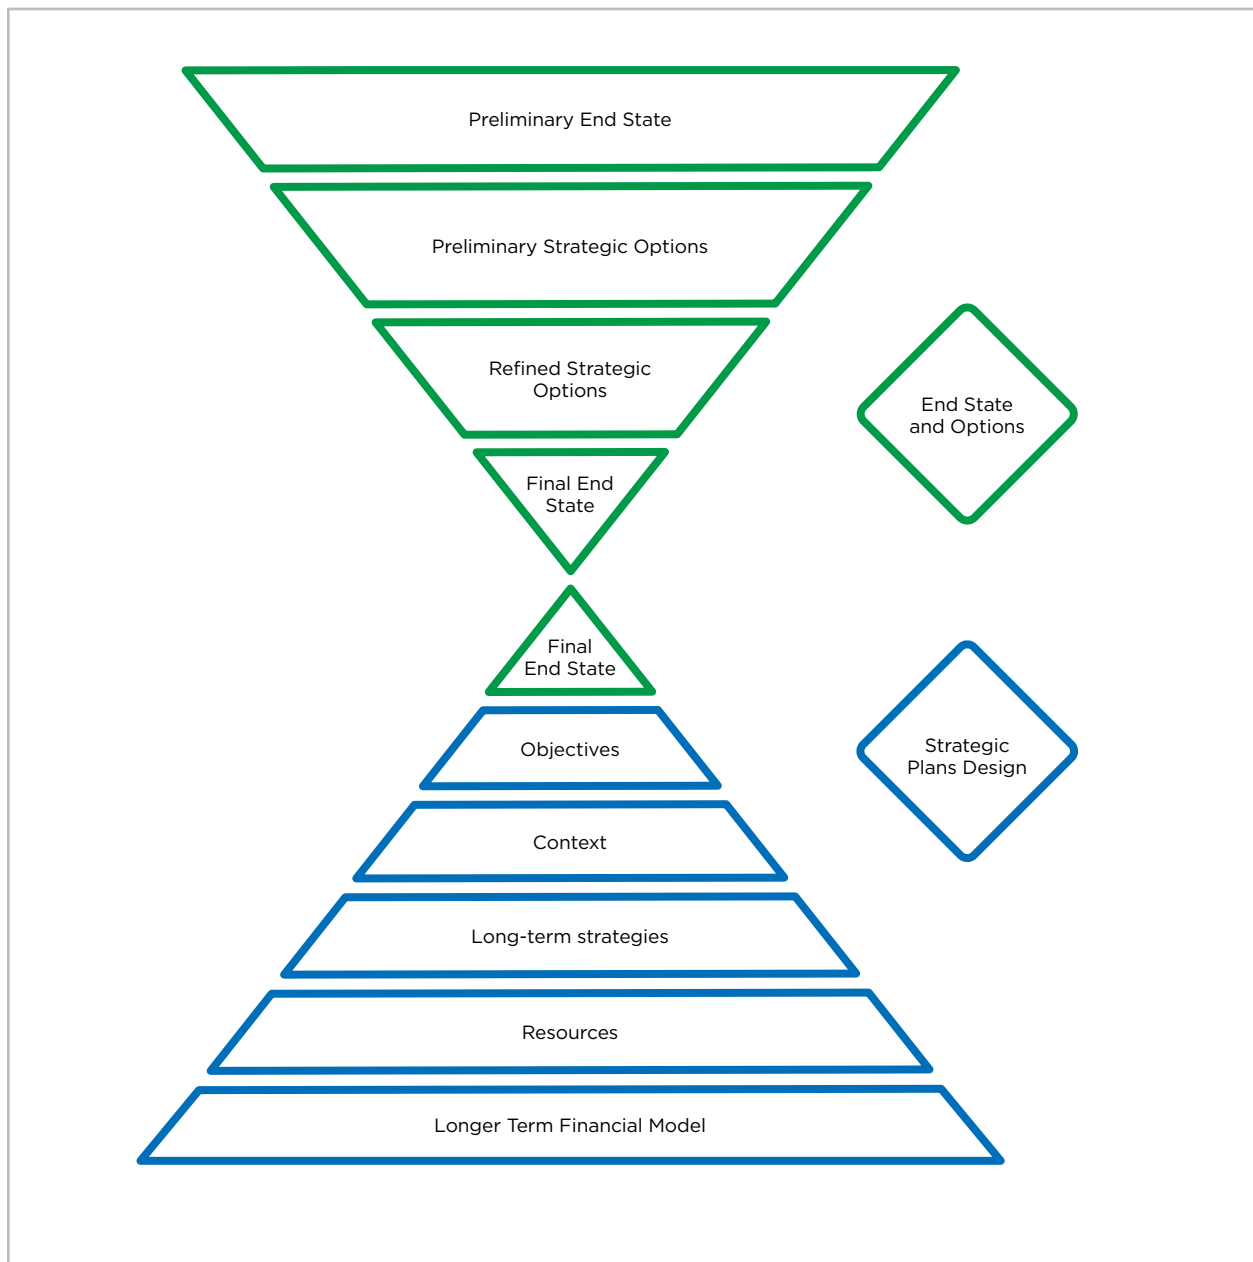 Preliminary End State
Preliminary Strategic Options
Refined Strategic
Options
End State
and Options
Final End
State
Final
End State
Strategic
Plans Design
Objectives
Context
Long-term strategies
Resources
Longer Term Financial Model